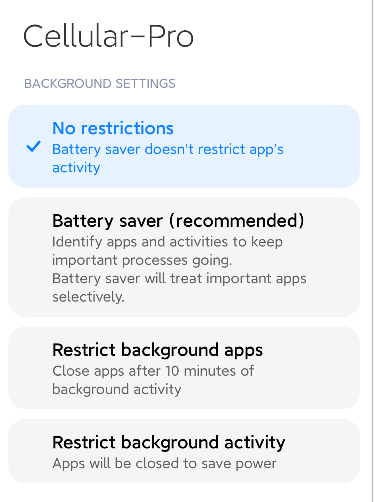 Cellular-Pro
BACKGROUND SETTINGS
No restrictions
Battery saver doesn't restrict app's
activity
Battery saver (recommended)
Identify apps and activities to keep
important processes going.
Battery saver will treat important apps
selectively.
Restrict background apps
Close apps after 10 minutes of
background activity
Restrict background activity
Apps will be closed to save power